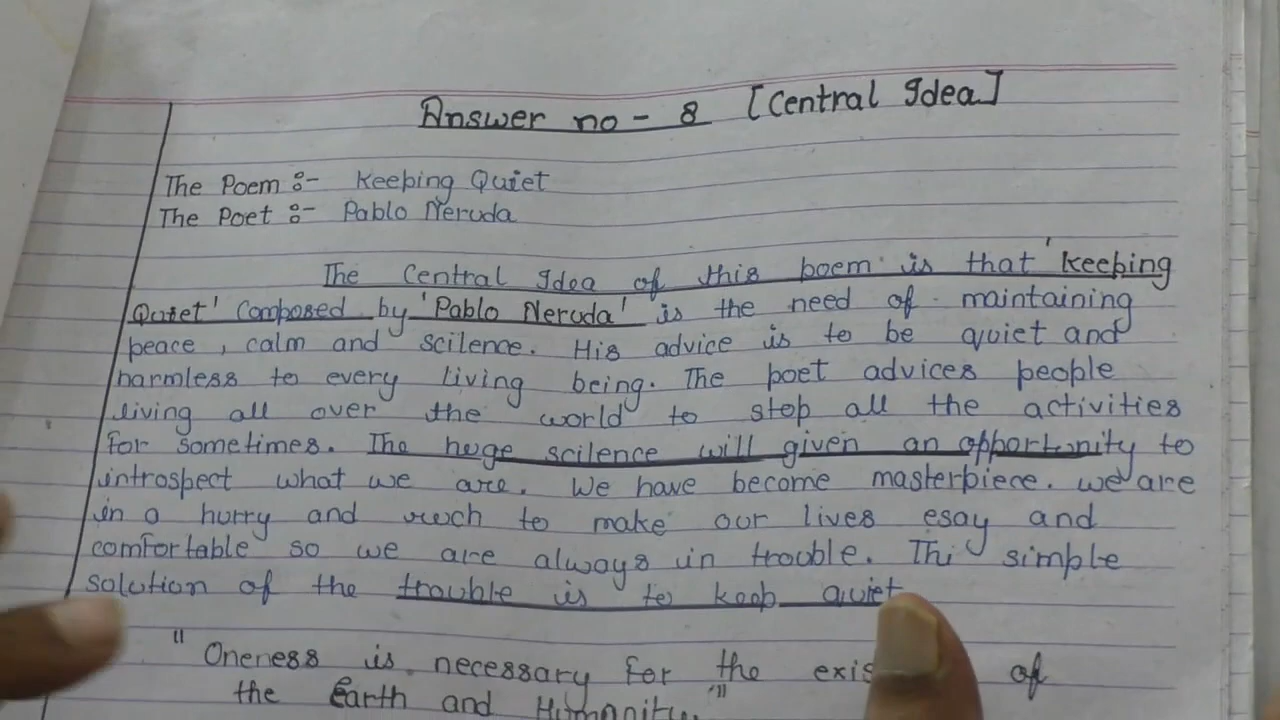 Answer no - 8 [Central Idea]
The Poem :- Keeping Quiet
The Poet :- Pablo Neruda
The Central Idea of this poem is that 'Keeping
Quiet' Composed by 'Pablo Neruda' is the need of maintaining
peace, calm and scilence. His advice is to be quiet and
harmless to every living being. The poet advices people
living all over the world to stop all the activities
for sometimes. The huge scilence will given an opportunity to
introspect what we are. We have become masterpiece. We are
in a hurry and to make our lives esay and
comfortable so we are always in trouble. Thi simple
solution of the trouble is to keep quiet
"Oneness is necessary for the of
the Earth and Humanity."